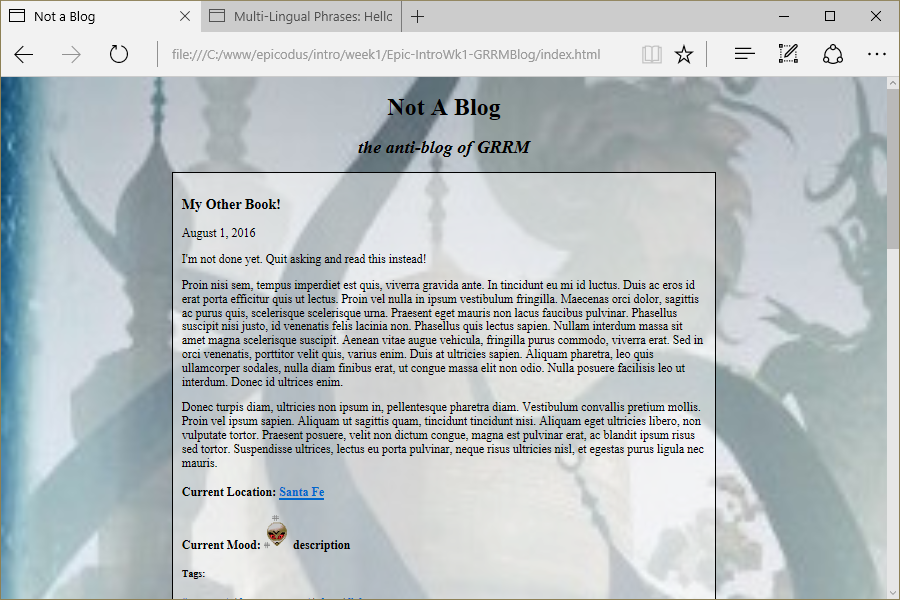 Not a Blog
Multi-Lingual Phrases: Hello
file:///C:/www/epicodus/intro/week1/Epic-IntroWk1-GRRMBlog/index.html
Not A Blog
the anti-blog of GRRM
My Other Book!
August 1, 2016
I'm not done yet. Quit asking and read this instead!
Proin nisi sem, tempus imperdiet est quis, viverra gravida ante. In tincidunt eu mi id luctus. Duis ac eros id
erat porta efficitur quis ut lectus. Proin vel nulla in ipsum vestibulum fringilla. Maecenas orci dolor, sagittis
ac purus quis, scelerisque scelerisque urna. Praesent eget mauris non lacus faucibus pulvinar. Phasellus
suscipit nisi justo, id venenatis felis lacinia non. Phasellus quis lectus sapien. Nullam interdum massa sit
amet magna scelerisque suscipit. Aenean vitae augue vehicula, fringilla purus commodo, viverra erat. Sed in
orci venenatis, porttitor velit quis, varius enim. Duis at ultricies sapien. Aliquam pharetra, leo quis
ullamcorper sodales, nulla diam finibus erat, ut congue massa elit non odio. Nulla posuere facilisis leo ut
interdum. Donec id ultrices enim.
Donec turpis diam, ultricies non ipsum in, pellentesque pharetra diam. Vestibulum convallis pretium mollis.
Proin vel ipsum sapien. Aliquam ut sagittis quam, tincidunt tincidunt nisi. Aliquam eget ultricies libero, non
vulputate tortor. Praesent posuere, velit non dictum congue, magna est pulvinar erat, ac blandit ipsum risus
sed tortor. Suspendisse ultrices, lectus eu porta pulvinar, neque risus ultricies nisl, et egestas purus ligula nec
mauris.
Current Location: Santa Fe
Current Mood: description
Tags: